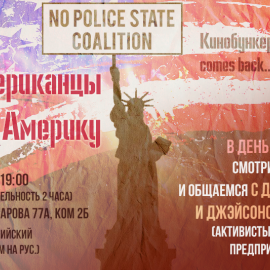 NO POLICE STATE
COALITION
Кинобункер
comes back...
ериканцы
Америку
19:00
ЕЛЬНОСТЬ 2 ЧАСА)
АРОВА 77А, КОМ 2Б
ИЙСКИЙ
М НА РУС.)
В ДЕНЬ
СМОТРИ
И ОБЩАЕМСЯ С Д
И ДЖЭЙСОНО
(АКТИВИСТЫ
ПРЕДПРИ